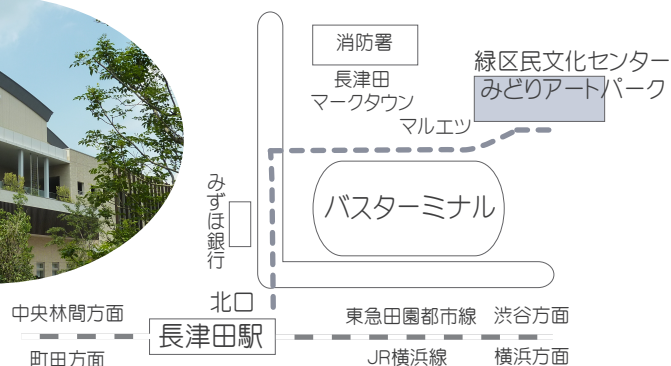 消防署
長津田
マークタウン
マルエツ
緑区民文化センター
みどりアートパーク
みずほ銀行
バスターミナル
北口
中央林間方面
長津田駅
東急田園都市線
渋谷方面
町田方面
JR横浜線
横浜方面